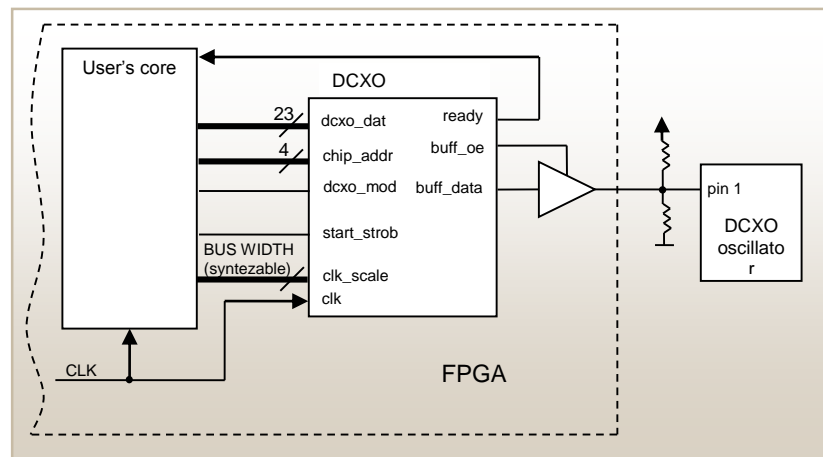 User's core
DCXO
23
dcxo_dat
ready
4
chip_addr
buff_oe
dcxo_mod
buff_data
pin 1
start_strob
DCXO
oscillato
r
BUS WIDTH
(syntezable)
clk_scale
clk
CLK
FPGA